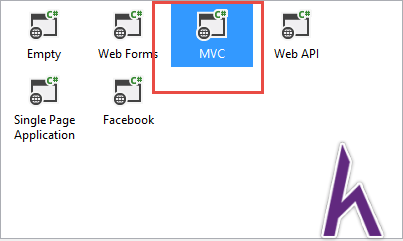 C# C# C# C#
Empty Web Forms MVC Web API
C# C#
Single Page Facebook
Application